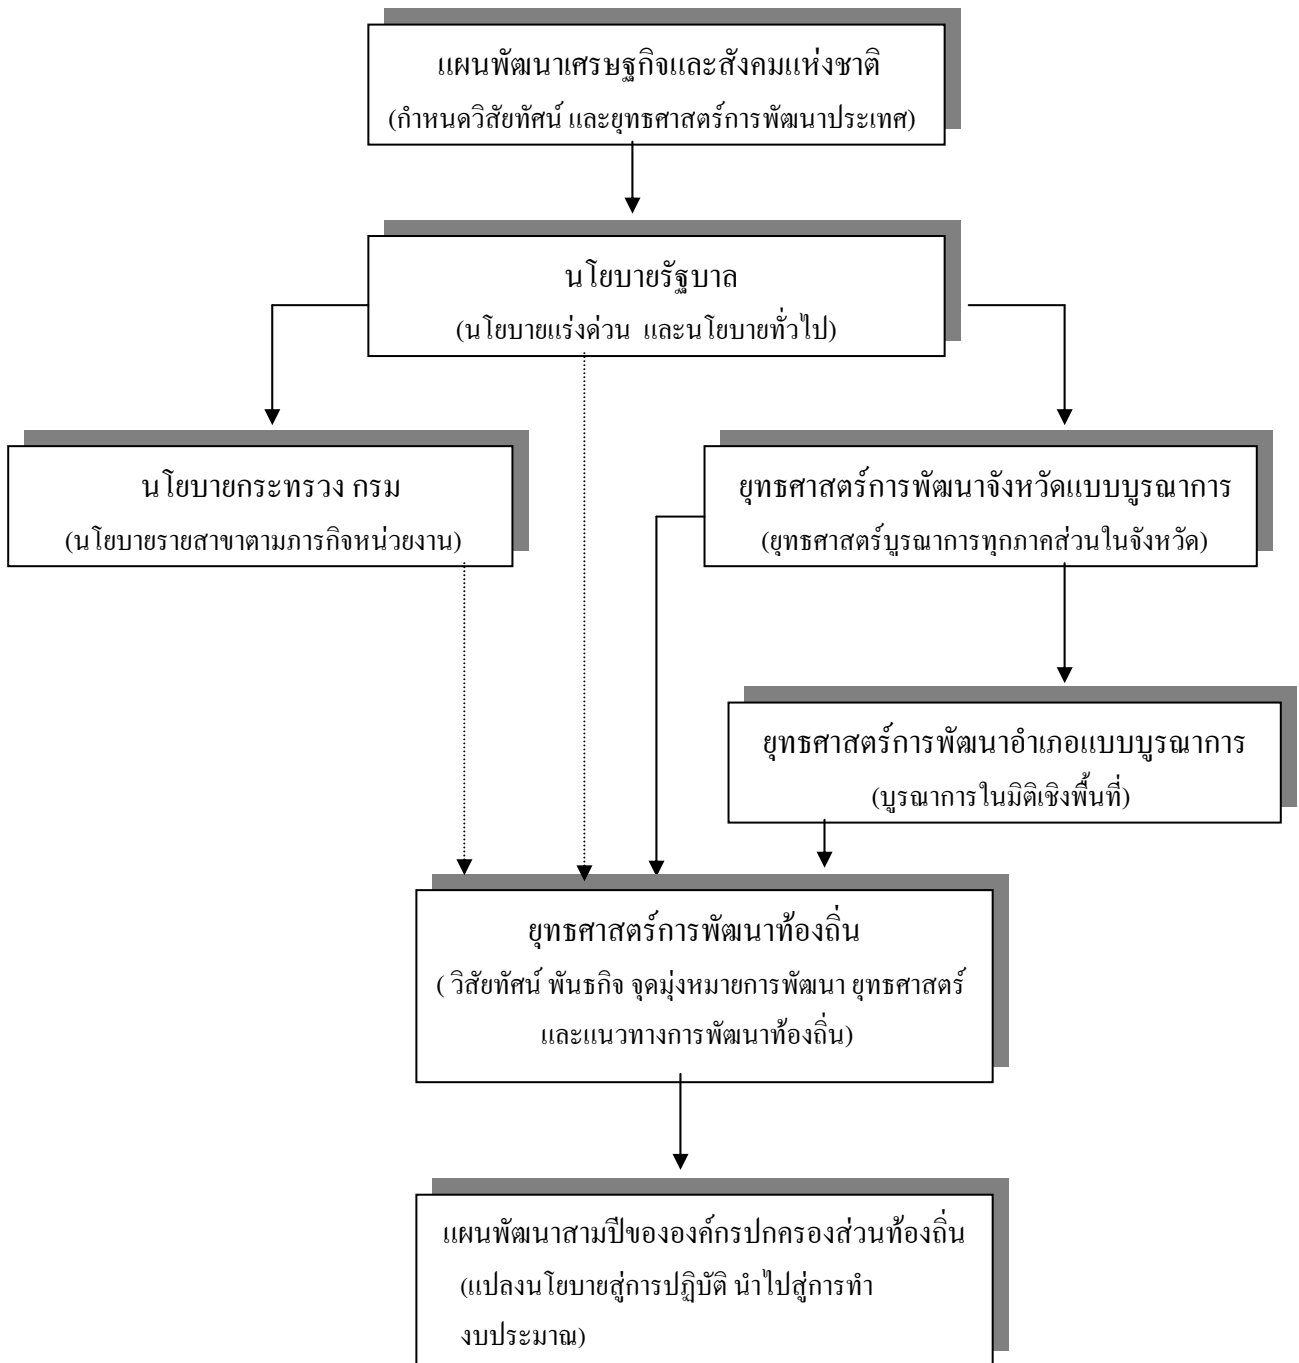 แผนพัฒนาเศรษฐกิจและสังคมแห่งชาติ
(กำหนดวิสัยทัศน์ และยุทธศาสตร์การพัฒนาประเทศ)
นโยบายรัฐบาล
(นโยบายแร่งด่วน และนโยบายทั่วไป)
นโยบายกระทรวง กรม
(นโยบายรายสาขาตามภารกิจหน่วยงาน)
ยุทธศาสตร์การพัฒนาจังหวัดแบบบูรณาการ
(ยุทธศาสตร์บูรณาการทุกภาคส่วนในจังหวัด)
ยุทธศาสตร์การพัฒนาอำเภอแบบบูรณาการ
(บูรณาการในมิติเชิงพื้นที่)
ยุทธศาสตร์การพัฒนาท้องถิ่น
( วิสัยทัศน์ พันธกิจ จุดมุ่งหมายการพัฒนา ยุทธศาสตร์
และแนวทางการพัฒนาท้องถิ่น)
แผนพัฒนาสามปีขององค์กรปกครองส่วนท้องถิ่น
(แปลงนโยบายสู่การปฏิบัติ นำไปสู่การทำ
งบประมาณ)